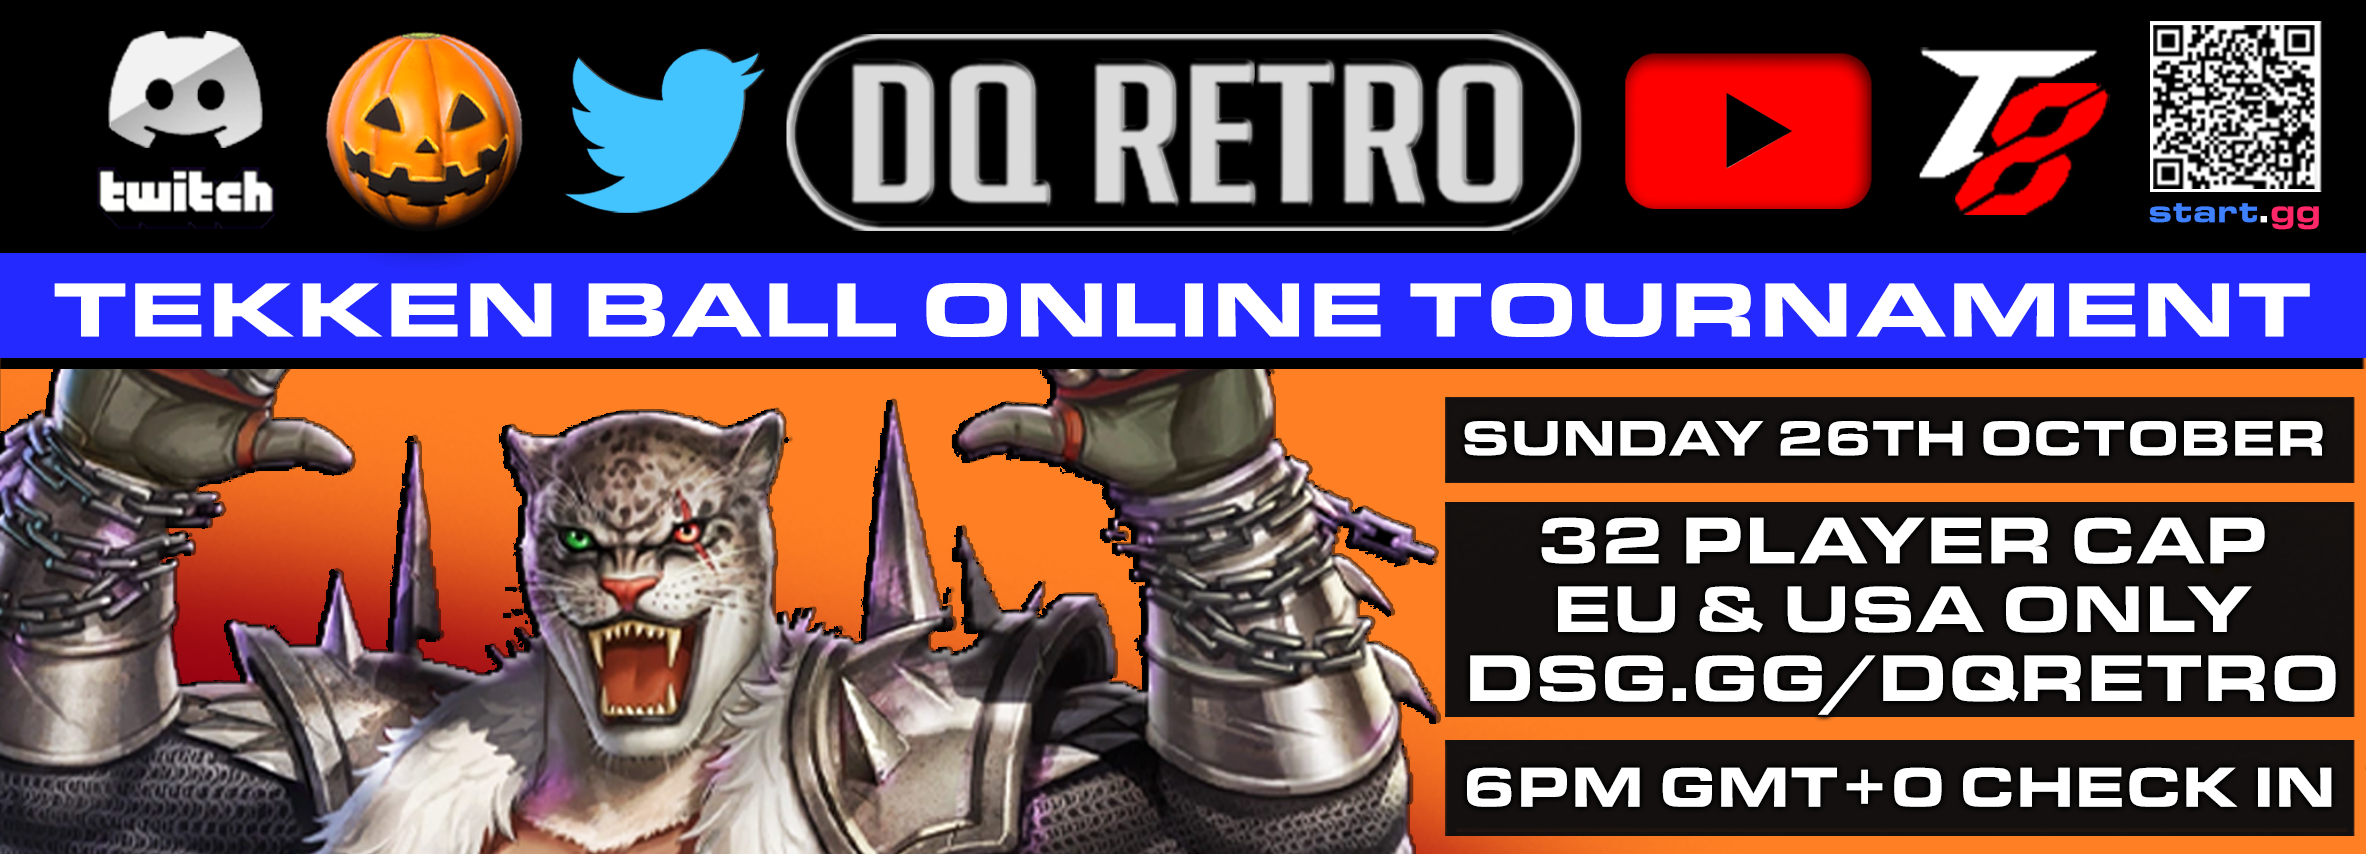 twitch
DQ RETRO
T8
start.gg
TEKKEN BALL ONLINE TOURNAMENT
SUNDAY 26TH OCTOBER
32 PLAYER CAP
EU & USA ONLY
DSG.GG/DQRETRO
6PM GMT+0 CHECK IN